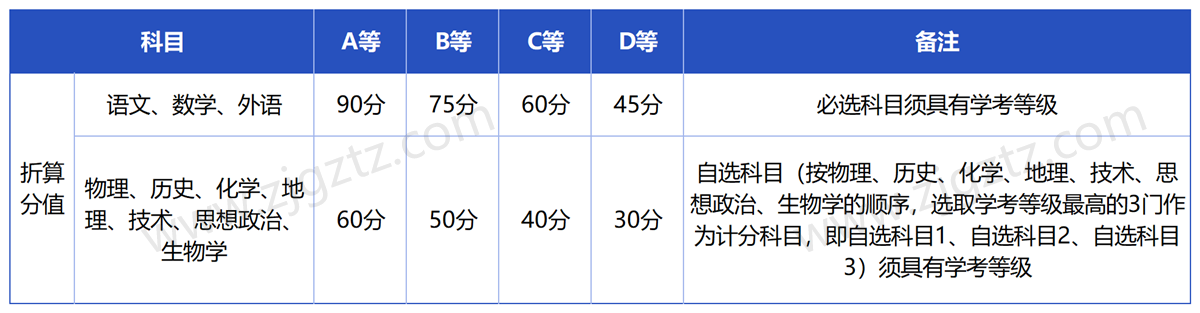 科目 A等 B等 C等 D等 备注
折算
分值
语文、数学、外语 90分 75分 60分 45分 必选科目须具有学考等级
物理、历史、化学、地
理、技术、思想政治、
生物学
60分 50分 40分 30分
自选科目（按物理、历史、化学、地理、技术、思
想政治、生物学的顺序，选取学考等级最高的3门作
为计分科目，即自选科目1、自选科目2、自选科目
3）须具有学考等级
www.zjgztz.com
www.zjgztz.com